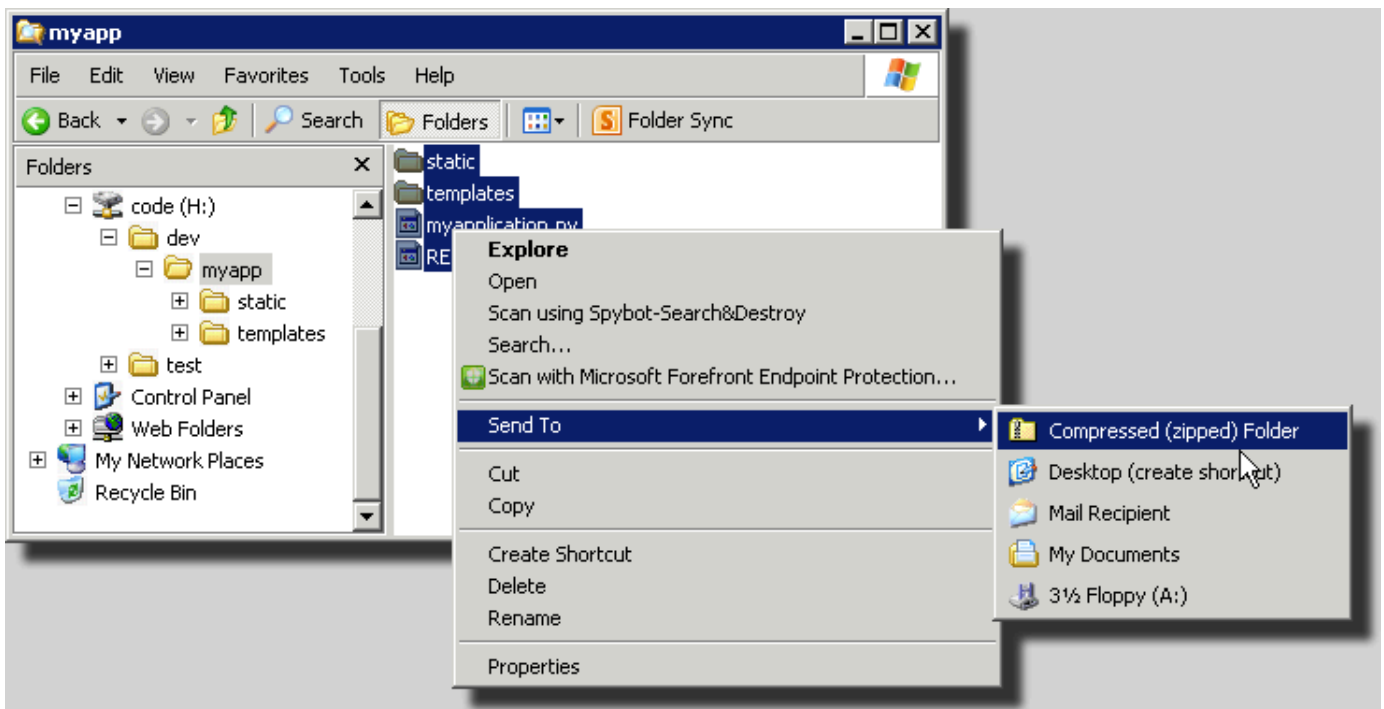 myapp
File Edit View Favorites Tools Help
Back Search Folders Folder Sync
Folders
code (H:)
dev
myapp
static
templates
test
Control Panel
Web Folders
My Network Places
Recycle Bin
static
templates
myapplication.py
RE
Explore
Open
Scan using Spybot-Search&Destroy
Search...
Scan with Microsoft Forefront Endpoint Protection...
Send To
Cut
Copy
Create Shortcut
Delete
Rename
Properties
Compressed (zipped) Folder
Desktop (create shortcut)
Mail Recipient
My Documents
3½ Floppy (A:)